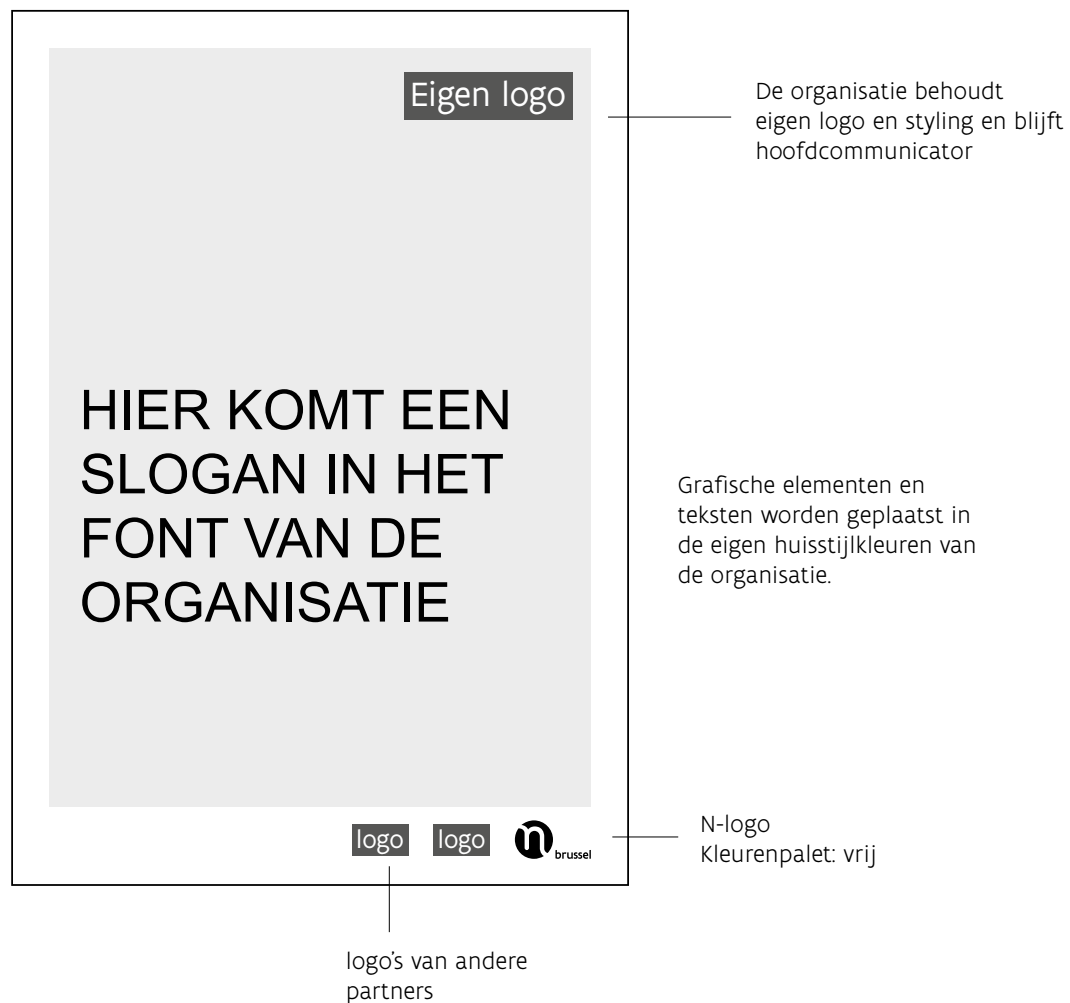 Eigen logo
De organisatie behoudt
eigen logo en styling en blijft
hoofdcommunicator
HIER KOMT EEN
SLOGAN IN HET
FONT VAN DE
ORGANISATIE
Grafische elementen en
teksten worden geplaatst in
de eigen huisstijlkleuren van
de organisatie.
logo logo n brussel
N-logo
Kleurenpalet: vrij
logo's van andere
partners